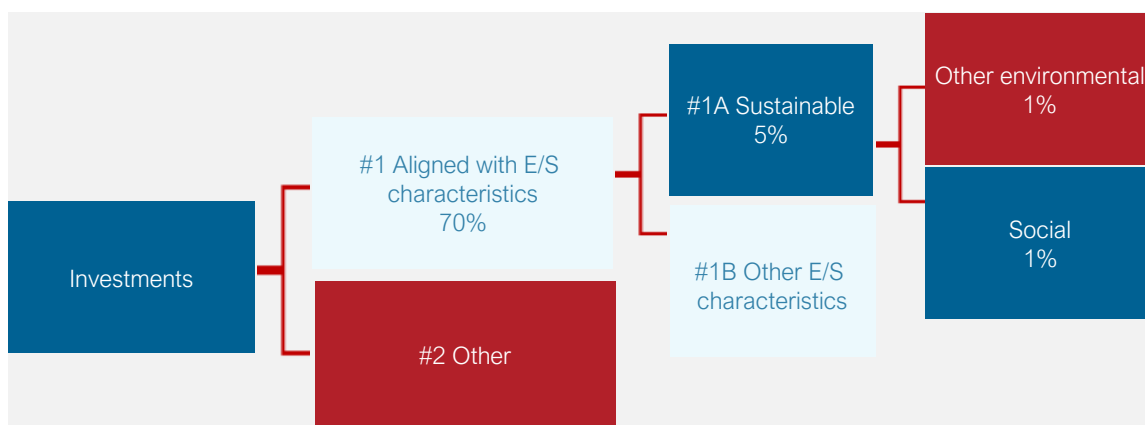 Investments
#1 Aligned with E/S
characteristics
70%
#2 Other
#1A Sustainable
5%
#1B Other E/S
characteristics
Other environmental
1%
Social
1%